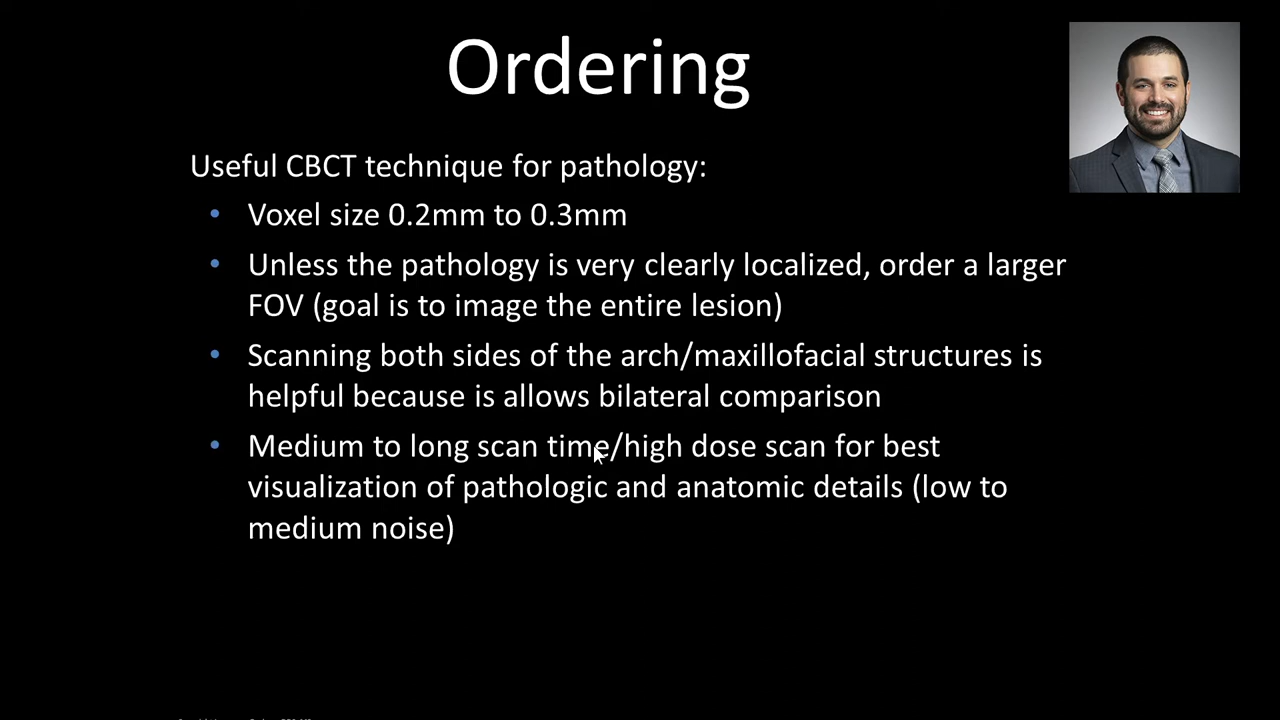 Ordering
Useful CBCT technique for pathology:
• Voxel size 0.2mm to 0.3mm
• Unless the pathology is very clearly localized, order a larger
FOV (goal is to image the entire lesion)
• Scanning both sides of the arch/maxillofacial structures is
helpful because is allows bilateral comparison
• Medium to long scan time/high dose scan for best
visualization of pathologic and anatomic details (low to
medium noise)